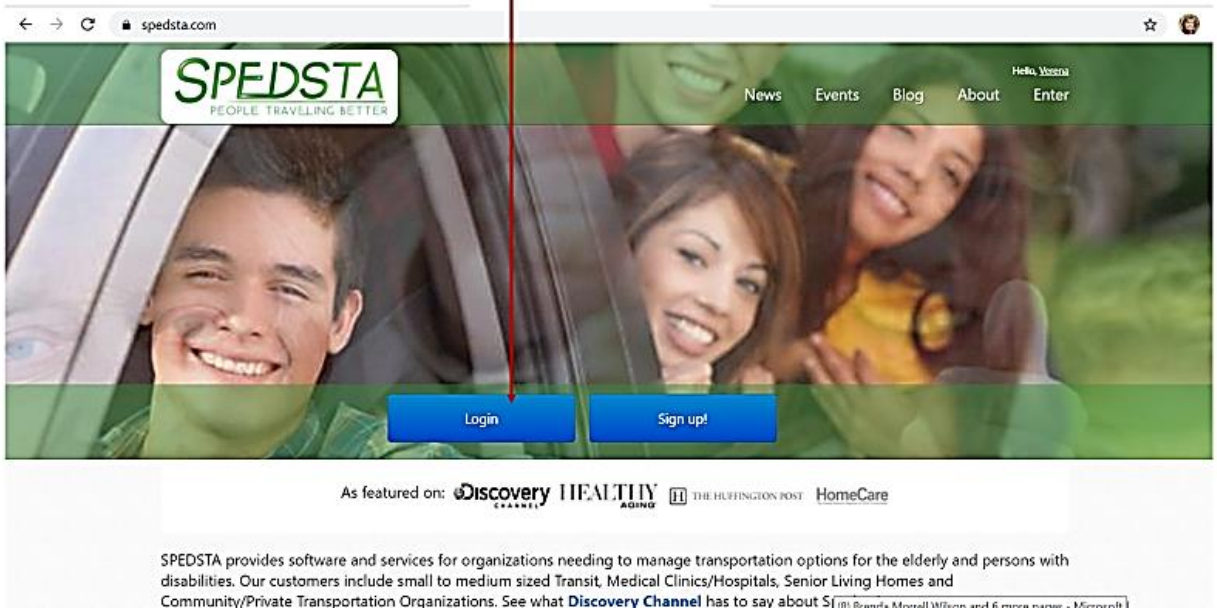 spedsta.com
SPEDSTA
PEOPLE TRAVELING BETTER
Hello, Verena
News Events Blog About Enter
Login Sign up!
As featured on: Discovery CHANNEL HEALTHY AGING H THE HUFFINGTON POST HomeCare
SPEDSTA provides software and services for organizations needing to manage transportation options for the elderly and persons with
disabilities. Our customers include small to medium sized Transit, Medical Clinics/Hospitals, Senior Living Homes and
Community/Private Transportation Organizations. See what Discovery Channel has to say about
Brenda Morrell Wilson and 6 more pages - Microsoft